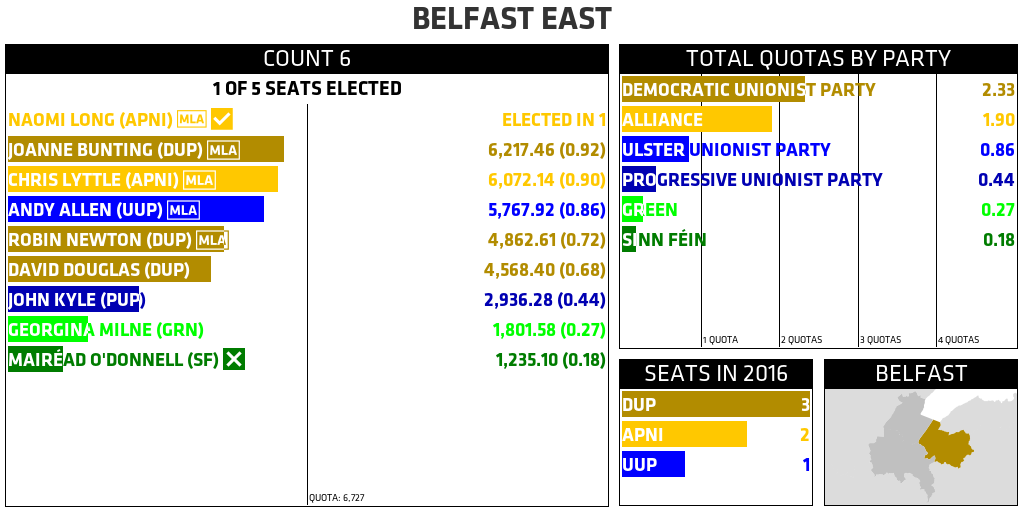 BELFAST EAST
COUNT 6
1 OF 5 SEATS ELECTED
NAOMI LONG (APNI) MLA ELECTED IN 1
JOANNE BUNTING (DUP) MLA 6,217.46 (0.92)
CHRIS LYTTLE (APNI) MLA 6,072.14 (0.90)
ANDY ALLEN (UUP) MLA 5,767.92 (0.86)
ROBIN NEWTON (DUP) MLA 4,862.61 (0.72)
DAVID DOUGLAS (DUP) 4,568.40 (0.68)
JOHN KYLE (PUP) 2,936.28 (0.44)
GEORGINA MILNE (GRN) 1,801.58 (0.27)
MAIRÉAD O'DONNELL (SF) 1,235.10 (0.18)
QUOTA: 6,727
TOTAL QUOTAS BY PARTY
DEMOCRATIC UNIONIST PARTY 2.33
ALLIANCE 1.90
ULSTER UNIONIST PARTY 0.86
PROGRESSIVE UNIONIST PARTY 0.44
GREEN 0.27
SINN FÉIN 0.18
1 QUOTA 2 QUOTAS 3 QUOTAS 4 QUOTAS
SEATS IN 2016
DUP 3
APNI 2
UUP 1
BELFAST